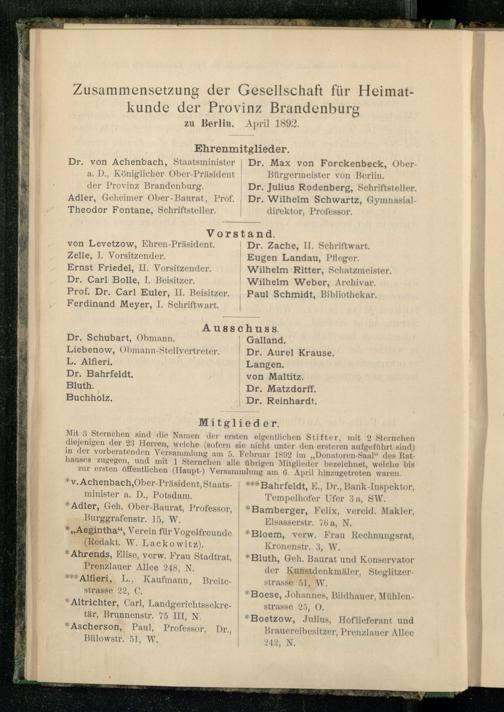 Zusammensetzung der Gesellschaft für Heimat-
kunde der Provinz Brandenburg
zu Berlin. April 1892.
Ehrenmitglieder.
Dr. von Achenbach, Staatsminister
a. D., Königlicher Ober-Präsident
der Provinz Brandenburg.
Adler, Geheimer Ober-Baurat, Prof.
Theodor Fontane, Schriftsteller.
Dr. Max von Forckenbeck, Ober-
Bürgermeister von Berlin.
Dr. Julius Rodenberg, Schriftsteller.
Dr. Wilhelm Schwartz, Gymnasial-
direktor, Professor.
Vorstand.
von Levetzow, Ehren-Präsident.
Zelle, I. Vorsitzender.
Ernst Friedel, II. Vorsitzender.
Dr. Carl Bolle, I. Beisitzer.
Prof. Dr. Carl Euler, II. Beisitzer.
Ferdinand Meyer, I. Schriftwart.
Dr. Zache, II. Schriftwart.
Eugen Landau, Pfleger.
Wilhelm Ritter, Schatzmeister.
Wilhelm Weber, Archivar.
Paul Schmidt, Bibliothekar.
Ausschuss.
Dr. Schubart, Obmann.
Liebenow, Obmann-Stellvertreter.
L. Alfieri.
Dr. Bahrfeldt.
Bluth.
Buchholz.
Galland.
Dr. Aurel Krause.
Langen.
von Maltitz.
Dr. Matzdorff.
Dr. Reinhardt.
Mitglieder.
Mit 3 Sternchen sind die Namen der ersten eigentlichen Stifter, mit 2 Sternchen
diejenigen der 23 Herren, welche (sofern sie nicht unter den ersteren aufgeführt sind)
in der vorberatenden Versammlung am 5. Februar 1892 im „Donatoren-Saal" des Rat-
hauses zugegen, und mit 1 Sternchen alle übrigen Mitglieder bezeichnet, welche bis
zur ersten öffentlichen (Haupt-) Versammlung am 6. April hinzugetreten waren.
*v. Achenbach, Ober-Präsident, Staats-
minister a. D., Potsdam.
*Adler, Geh. Ober-Baurat, Professor,
Burggrafenstr. 15, W.
*„Aegintha", Verein für Vogelfreunde
(Redakt. W. Lackowitz).
*Ahrends, Elise, verw. Frau Stadtrat,
Prenzlauer Allee 248, N.
***Alfieri, L., Kaufmann, Breite-
strasse 22, C.
*Altrichter, Carl, Landgerichtssekre-
tär, Brunnenstr. 75 III, N.
*Ascherson, Paul, Professor, Dr.,
Bülowstr. 51, W.
***Bahrfeldt, E., Dr., Bank-Inspektor,
Tempelhofer Ufer 3a, SW.
*Bamberger, Felix, vereid. Makler,
Elsasserstr. 76a, N.
*Bloem, verw. Frau Rechnungsrat,
Kronenstr. 3, W.
*Bluth, Geh. Baurat und Konservator
der Kunstdenkmäler, Steglitzer-
strasse 51, W.
*Boese, Johannes, Bildhauer, Mühlen-
strasse 25, O.
*Boetzow, Julius, Hoflieferant und
Brauereibesitzer, Prenzlauer Allee
242, N.